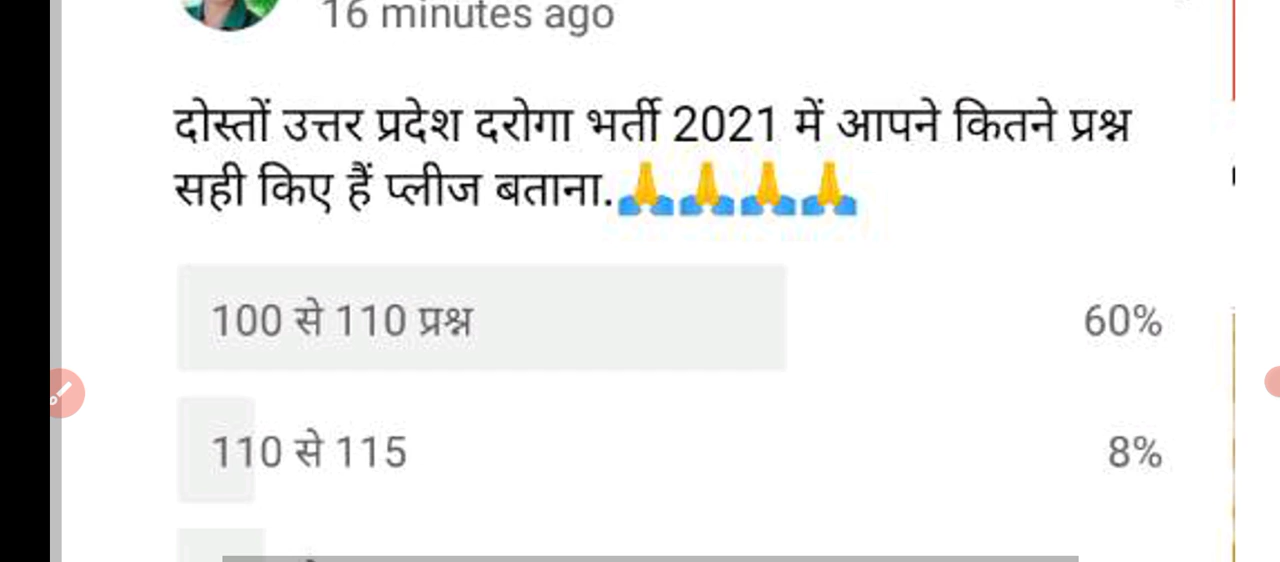 16 minutes ago
दोस्तों उत्तर प्रदेश दरोगा भर्ती 2021 में आपने कितने प्रश्न
सही किए हैं प्लीज बताना.🙏🙏🙏🙏
100 से 110 प्रश्न 60%
110 से 115 8%